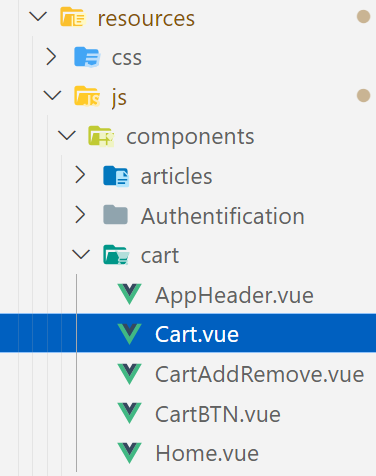 resources
css
js
components
articles
Authentification
cart
AppHeader.vue
Cart.vue
CartAddRemove.vue
CartBTN.vue
Home.vue